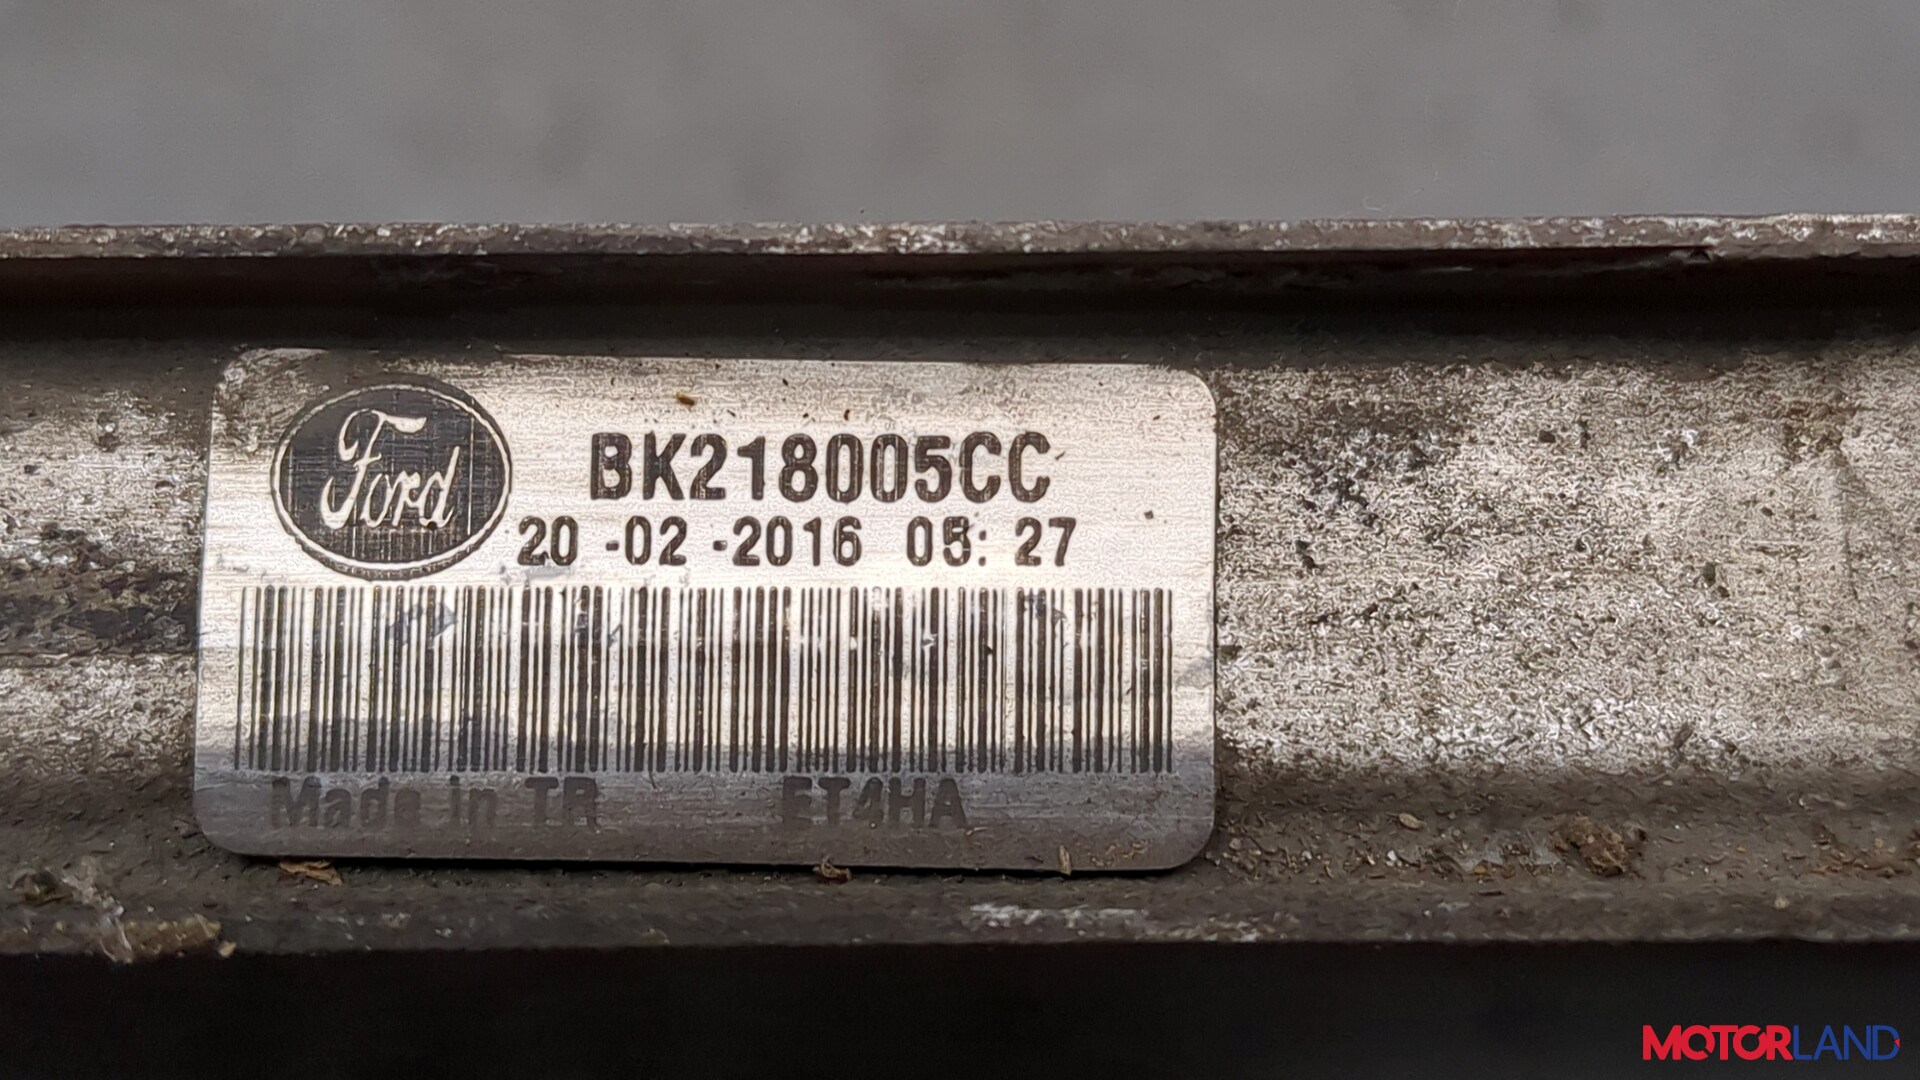 Ford
BK218005CC
20 -02 -2016 05: 27
Made in TR ET4HA
MOTORLAND